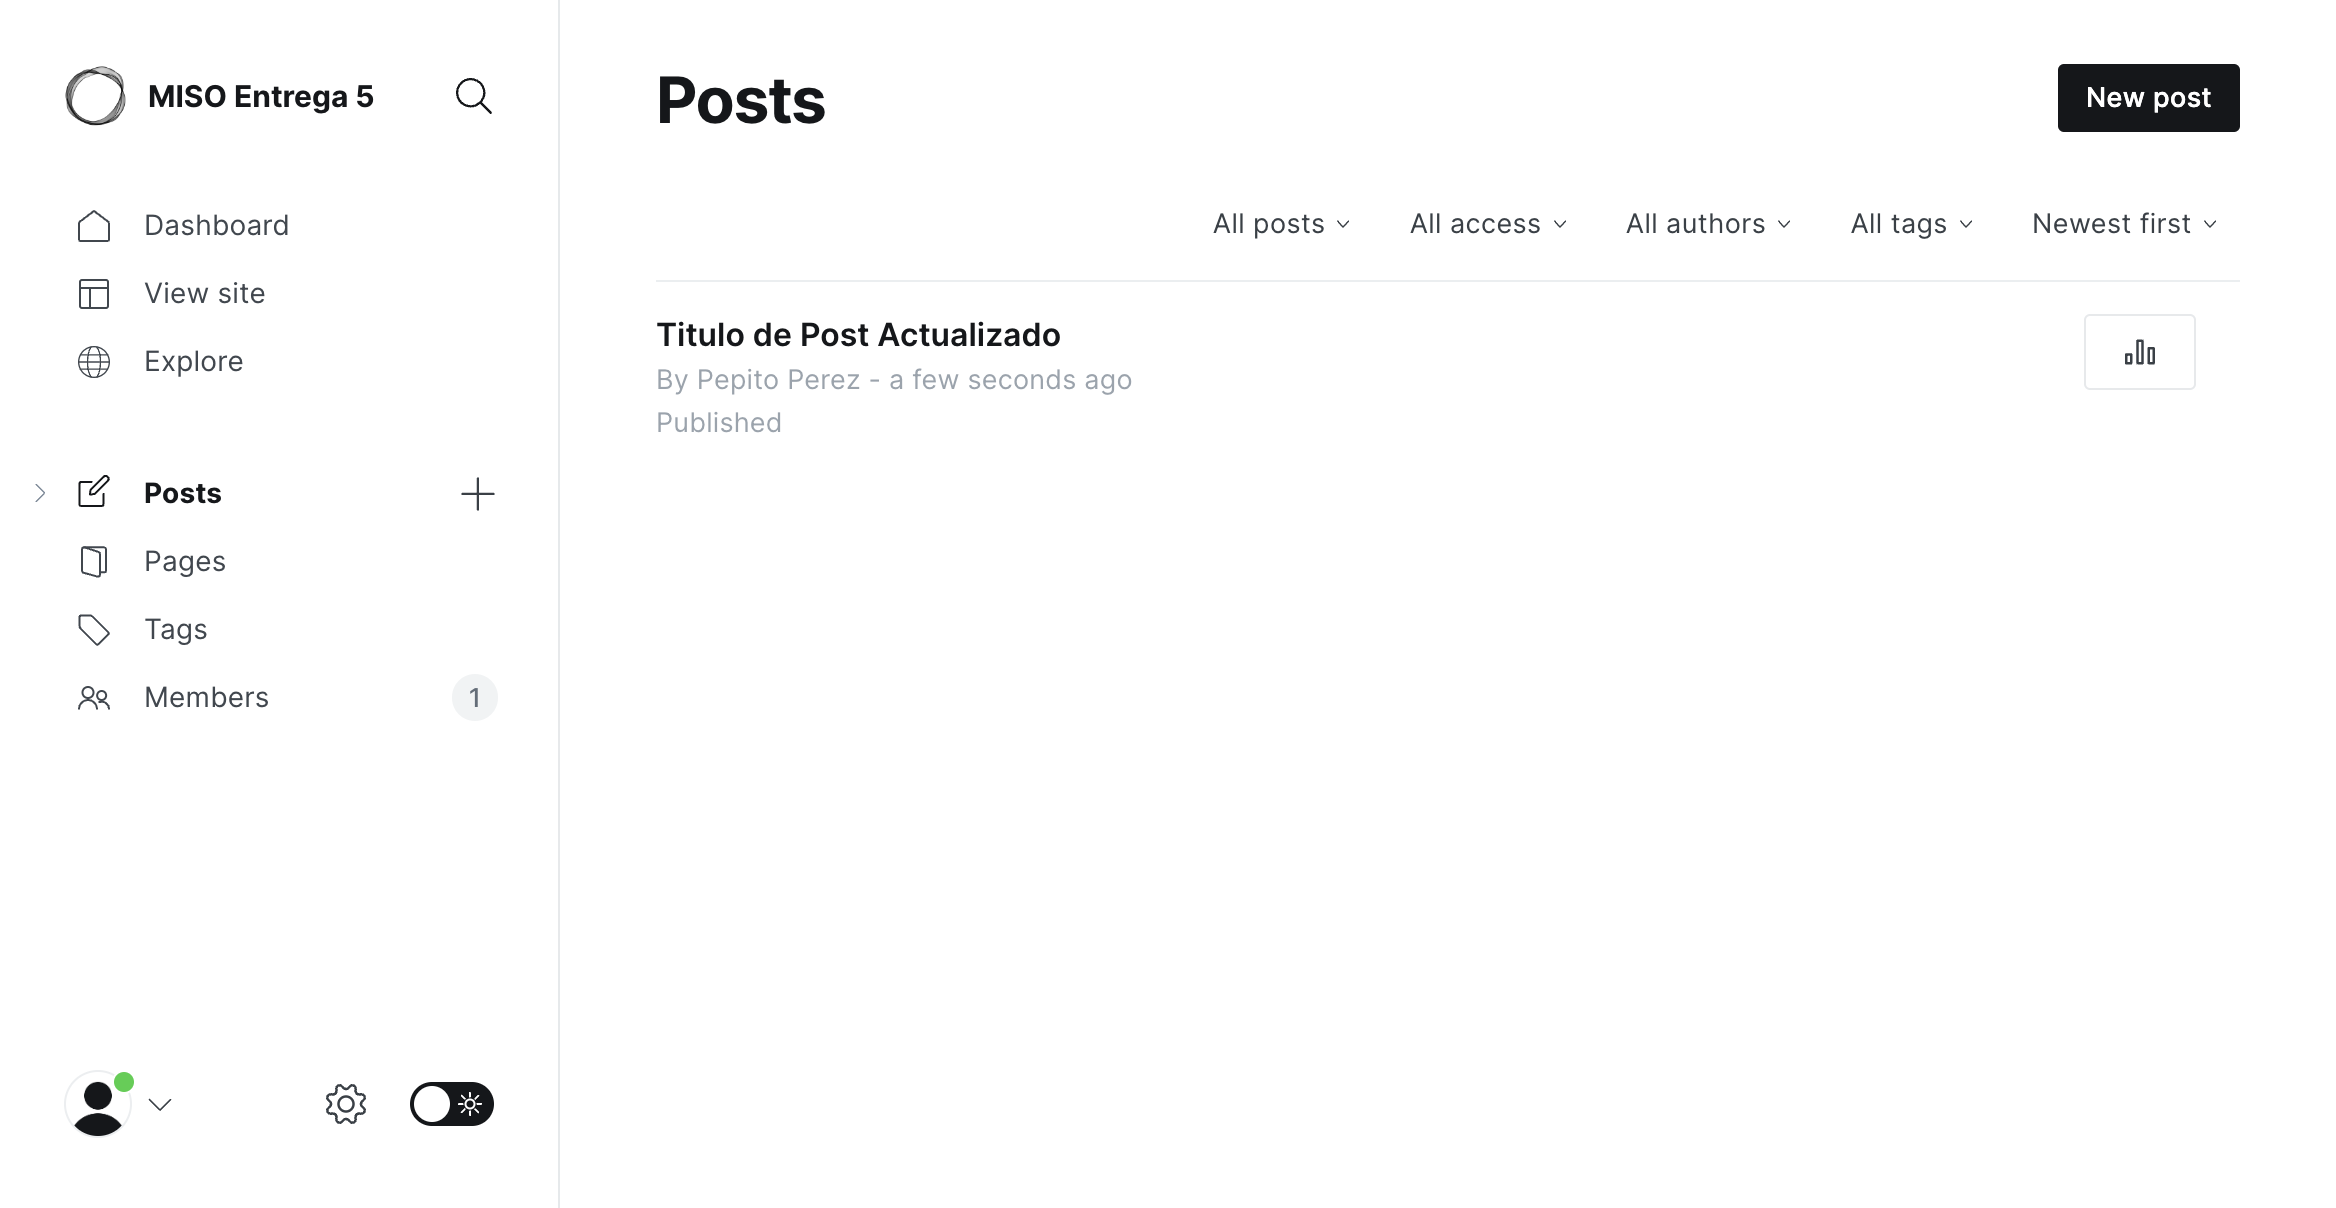 MISO Entrega 5
Dashboard
View site
Explore
Posts
Pages
Tags
Members 1
Posts
New post
All posts All access All authors All tags Newest first
Titulo de Post Actualizado
By Pepito Perez - a few seconds ago
Published